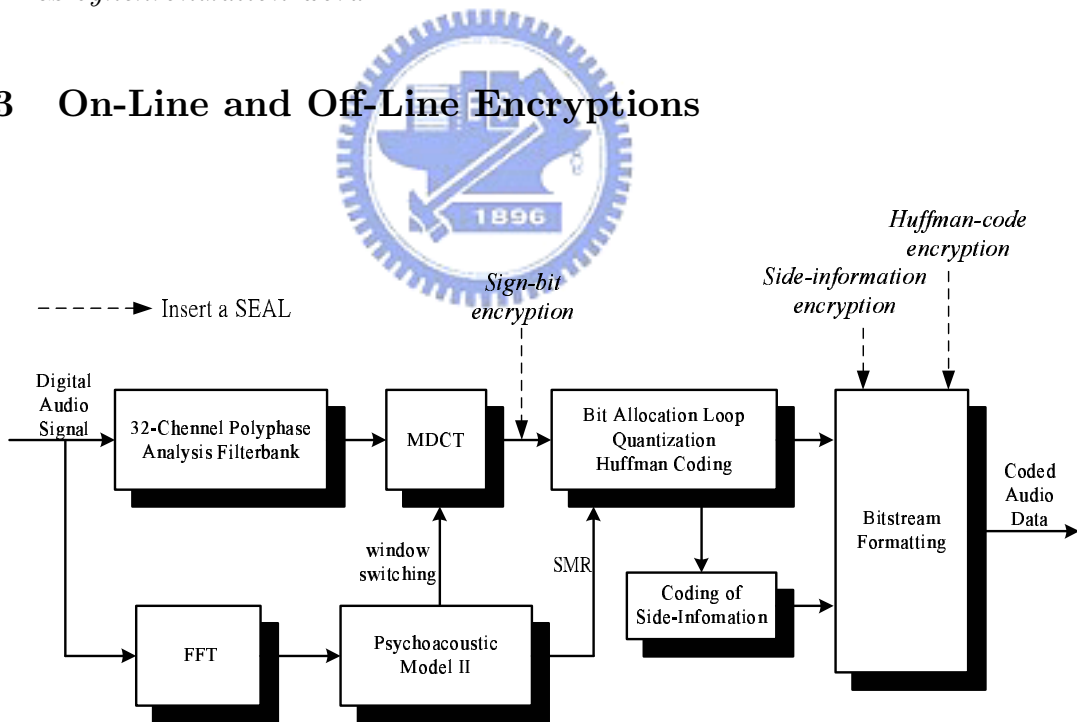 3 On-Line and Off-Line Encryptions
1896
Huffman-code
encryption
Side-information
encryption
Sign-bit
encryption
Insert a SEAL
Digital
Audio
Signal
32-Chennel Polyphase
Analysis Filterbank
MDCT
Bit Allocation Loop
Quantization
Huffman Coding
Bitstream
Formatting
Coded
Audio
Data
window
switching
SMR
Coding of
Side-Infomation
FFT
Psychoacoustic
Model II